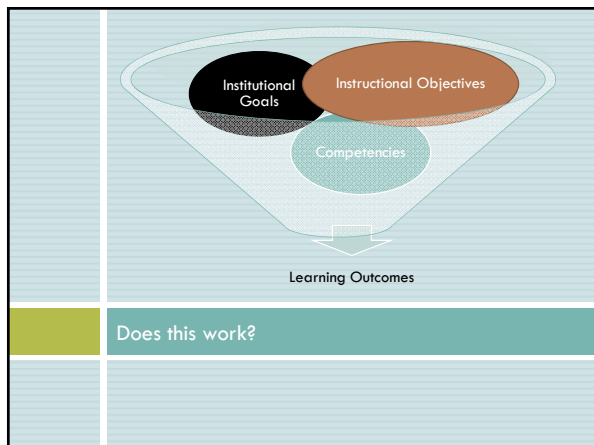 Institutional
Goals
Instructional Objectives
Competencies
Learning Outcomes
Does this work?